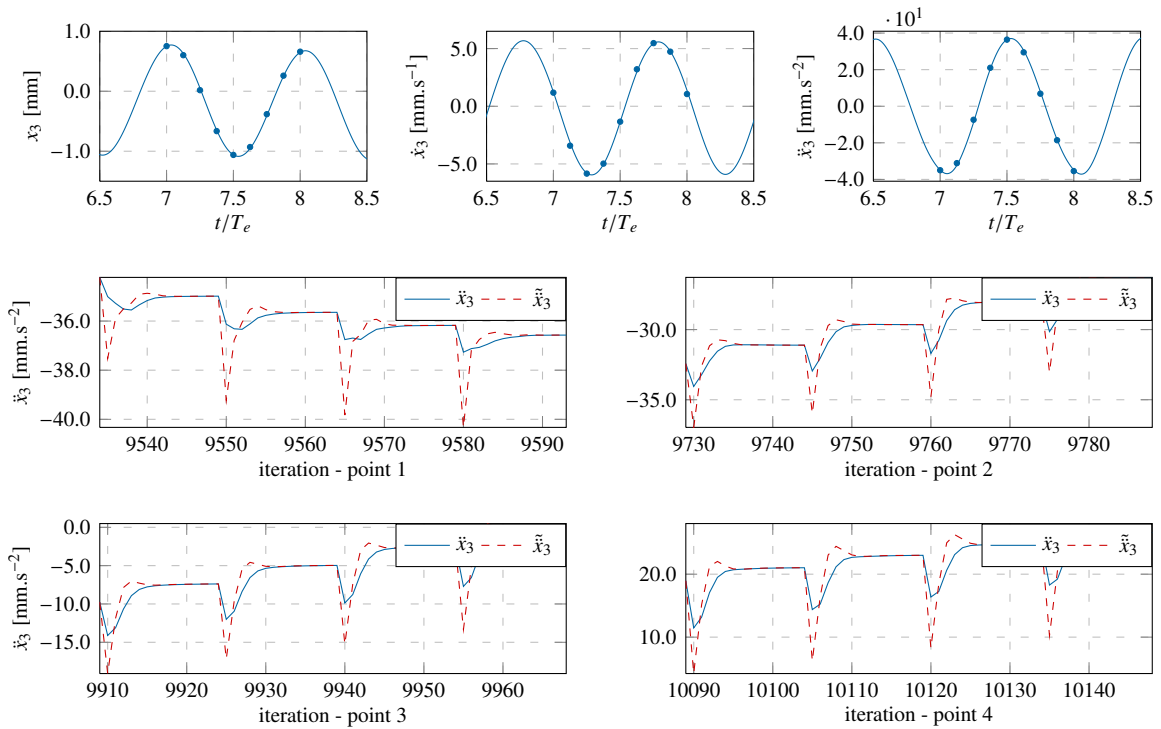 1.0
0.0
−1.0
x₃ [mm]
6.5 7 7.5 8 8.5
t/Tₑ
5.0
0.0
−5.0
ẋ₃ [mm.s⁻¹]
6.5 7 7.5 8 8.5
t/Tₑ
·10¹
4.0
2.0
0.0
−2.0
−4.0
ẍ₃ [mm.s⁻²]
6.5 7 7.5 8 8.5
t/Tₑ
−36.0
−38.0
−40.0
ẍ₃ [mm.s⁻²]
ẍ₃ x̃̈₃
9540 9550 9560 9570 9580 9590
iteration - point 1
−30.0
−35.0
ẍ₃ x̃̈₃
9730 9740 9750 9760 9770 9780
iteration - point 2
0.0
−5.0
−10.0
−15.0
ẍ₃ [mm.s⁻²]
ẍ₃ x̃̈₃
9910 9920 9930 9940 9950 9960
iteration - point 3
20.0
10.0
ẍ₃ x̃̈₃
10090 10100 10110 10120 10130 10140
iteration - point 4